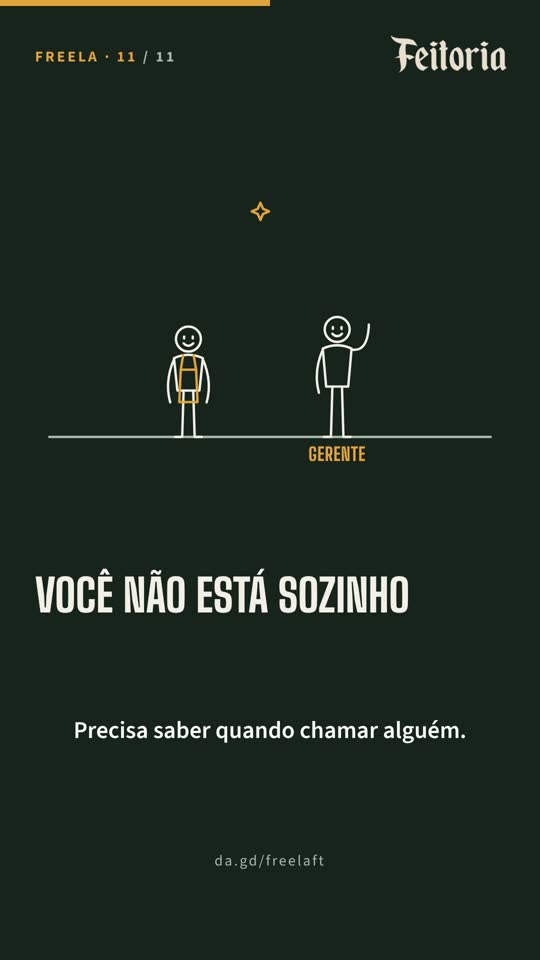 FREELA · 11 / 11
Feitoria
GERENTE
VOCÊ NÃO ESTÁ SOZINHO
Precisa saber quando chamar alguém.
da.gd/freelaft